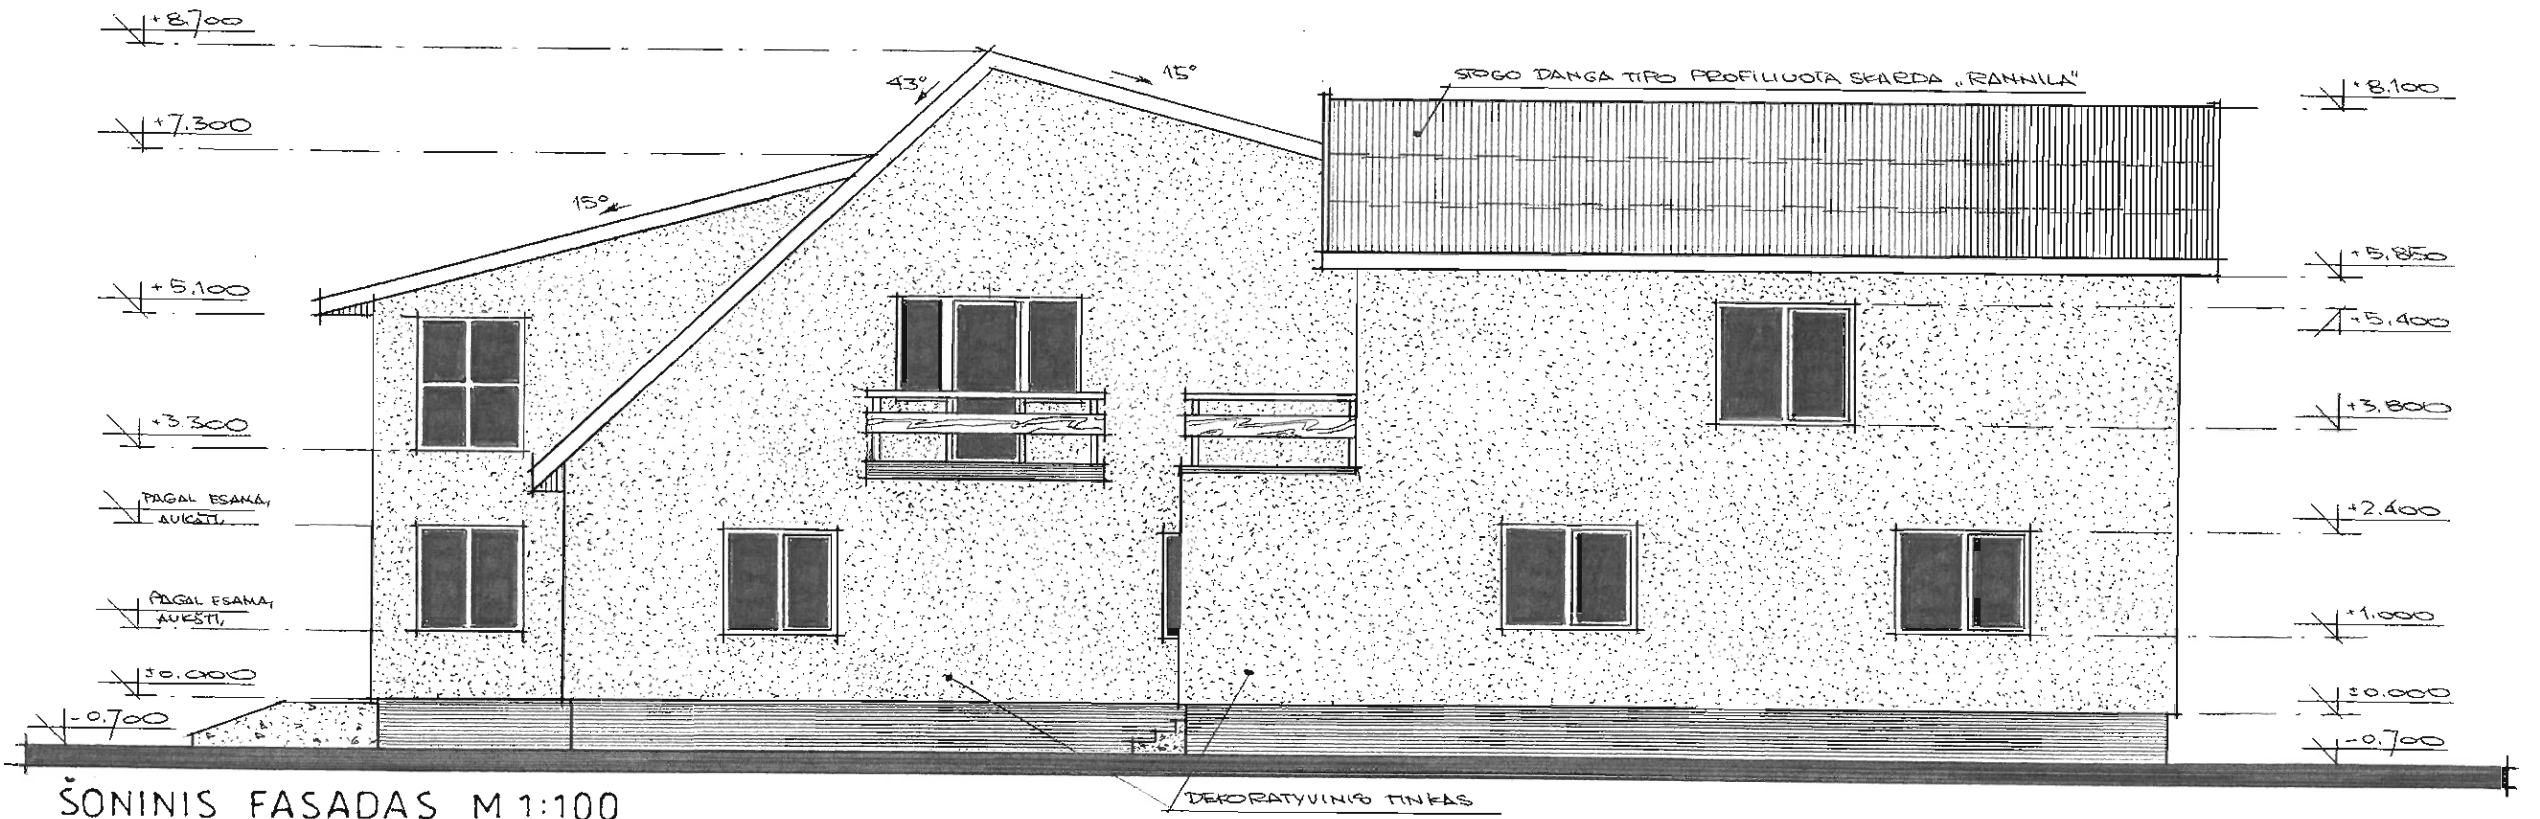 +8.700
+7.300
+5.100
+3.300
PAGAL ESAMĄ
AUKŠTĮ
PAGAL ESAMĄ
AUKŠTĮ
±0.000
-0.700
43°
15°
15°
STOGO DANGA TIPO PROFILIUOTA SKARDA „RANNILA"
+8.100
+5.850
+5.400
+3.800
+2.400
+1.000
±0.000
-0.700
ŠONINIS FASADAS M 1:100
DEKORATYVINIS TINKAS